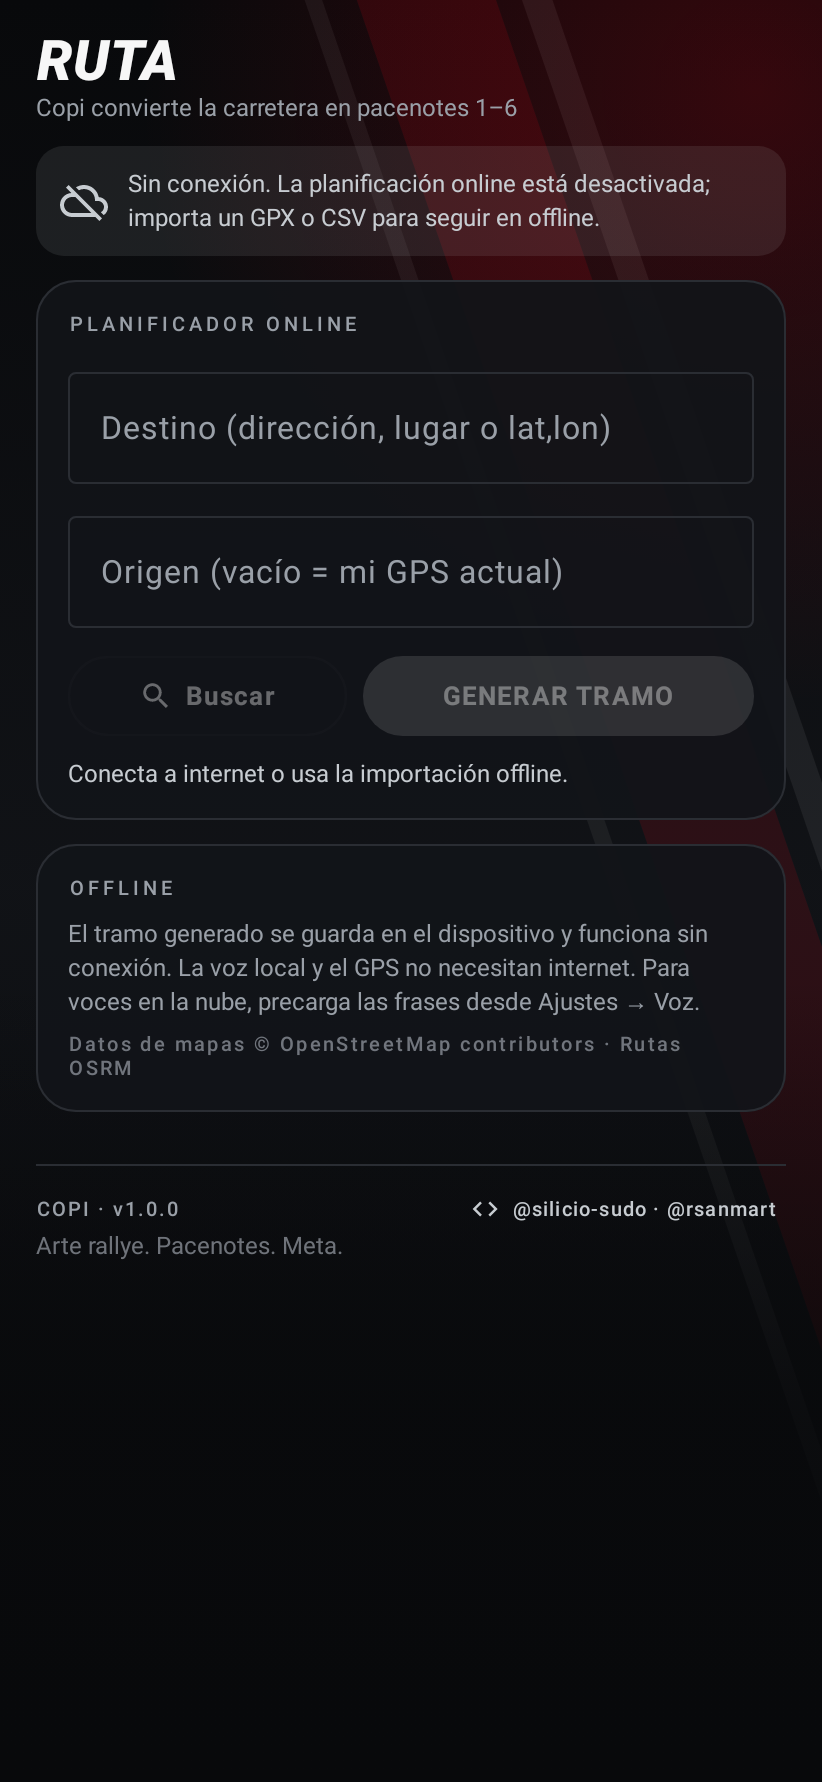 RUTA
Copi convierte la carretera en pacenotes 1–6
Sin conexión. La planificación online está desactivada;
importa un GPX o CSV para seguir en offline.
PLANIFICADOR ONLINE
Destino (dirección, lugar o lat,lon)
Origen (vacío = mi GPS actual)
Buscar
GENERAR TRAMO
Conecta a internet o usa la importación offline.
OFFLINE
El tramo generado se guarda en el dispositivo y funciona sin
conexión. La voz local y el GPS no necesitan internet. Para
voces en la nube, precarga las frases desde Ajustes → Voz.
Datos de mapas © OpenStreetMap contributors · Rutas
OSRM
COPI · v1.0.0
@silicio-sudo · @rsanmart
Arte rallye. Pacenotes. Meta.